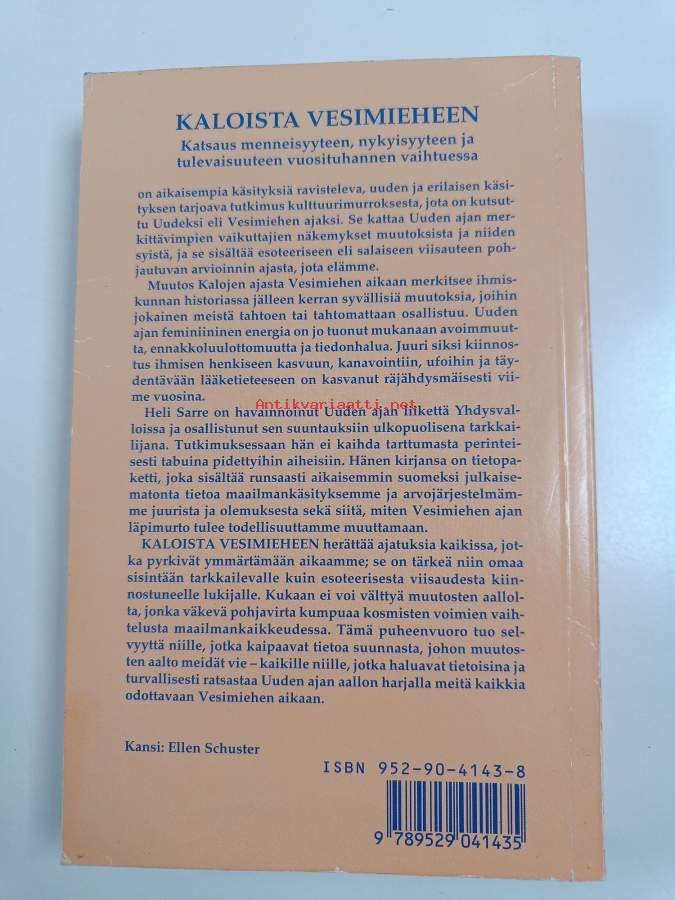 KALOISTA VESIMIEHEEN
Katsaus menneisyyteen, nykyisyyteen ja
tulevaisuuteen vuosituhannen vaihtuessa
on aikaisempia käsityksiä ravisteleva, uuden ja erilaisen käsi-
tyksen tarjoava tutkimus kulttuurimurroksesta, jota on kutsut-
tu Uudeksi eli Vesimiehen ajaksi. Se kattaa Uuden ajan mer-
kittävimpien vaikuttajien näkemykset muutoksista ja niiden
syistä, ja se sisältää esoteeriseen eli salaiseen viisauteen poh-
jautuvan arvioinnin ajasta, jota elämme.
Muutos Kalojen ajasta Vesimiehen aikaan merkitsee ihmis-
kunnan historiassa jälleen kerran syvällisiä muutoksia, joihin
jokainen meistä tahtoen tai tahtomattaan osallistuu. Uuden
ajan feminiininen energia on jo tuonut mukanaan avoimmuut-
ta, ennakkoluulottomuutta ja tiedonhalua. Juuri siksi kiinnos-
tus ihmisen henkiseen kasvuun, kanavointiin, ufoihin ja täy-
dentävään lääketieteeseen on kasvanut räjähdysmäisesti vii-
me vuosina.
Antikvariaatti.net
Heli Sarre on havainnoinut Uuden ajan liikettä Yhdysval-
loissa ja osallistunut sen suuntauksiin ulkopuolisena tarkkai-
lijana. Tutkimuksessaan hän ei kaihda tarttumasta perintei-
sesti tabuina pidettyihin aiheisiin. Hänen kirjansa on tietopa-
ketti, joka sisältää runsaasti aikaisemmin suomeksi julkaise-
matonta tietoa maailmankäsityksemme ja arvojärjestelmäm-
me juurista ja olemuksesta sekä siitä, miten Vesimiehen ajan
läpimurto tulee todellisuuttamme muuttamaan.
KALOISTA VESIMIEHEEN herättää ajatuksia kaikissa, jot-
ka pyrkivät ymmärtämään aikaamme; se on tärkeä niin omaa
sisintään tarkkailevalle kuin esoteerisesta viisaudesta kiin-
nostuneelle lukijalle. Kukaan ei voi välttyä muutosten aallol-
ta, jonka väkevä pohjavirta kumpuaa kosmisten voimien vaih-
telusta maailmankaikkeudessa. Tämä puheenvuoro tuo sel-
vyyttä niille, jotka kaipaavat tietoa suunnasta, johon muutos-
ten aalto meidät vie – kaikille niille, jotka haluavat tietoisina ja
turvallisesti ratsastaa Uuden ajan aallon harjalla meitä kaikkia
odottavaan Vesimiehen aikaan.
Kansi: Ellen Schuster
ISBN 952-90-4143-8
9 789529 041435